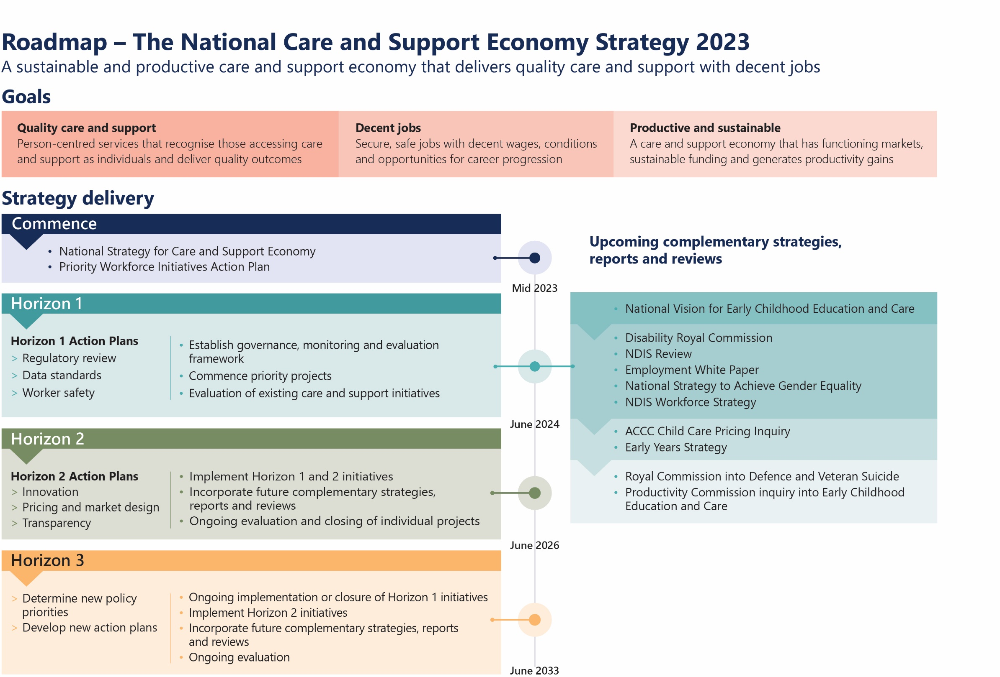 Roadmap – The National Care and Support Economy Strategy 2023
A sustainable and productive care and support economy that delivers quality care and support with decent jobs
Goals
Quality care and support
Person-centred services that recognise those accessing care
and support as individuals and deliver quality outcomes
Decent jobs
Secure, safe jobs with decent wages, conditions
and opportunities for career progression
Productive and sustainable
A care and support economy that has functioning markets,
sustainable funding and generates productivity gains
Strategy delivery
Commence
• National Strategy for Care and Support Economy
• Priority Workforce Initiatives Action Plan
Mid 2023
Horizon 1
Horizon 1 Action Plans
> Regulatory review
> Data standards
> Worker safety
• Establish governance, monitoring and evaluation
framework
• Commence priority projects
• Evaluation of existing care and support initiatives
June 2024
Horizon 2
Horizon 2 Action Plans
> Innovation
> Pricing and market design
> Transparency
• Implement Horizon 1 and 2 initiatives
• Incorporate future complementary strategies,
reports and reviews
• Ongoing evaluation and closing of individual projects
June 2026
Horizon 3
> Determine new policy
priorities
> Develop new action plans
• Ongoing implementation or closure of Horizon 1 initiatives
• Implement Horizon 2 initiatives
• Incorporate future complementary strategies, reports
and reviews
• Ongoing evaluation
June 2033
Upcoming complementary strategies,
reports and reviews
• National Vision for Early Childhood Education and Care
• Disability Royal Commission
• NDIS Review
• Employment White Paper
• National Strategy to Achieve Gender Equality
• NDIS Workforce Strategy
• ACCC Child Care Pricing Inquiry
• Early Years Strategy
• Royal Commission into Defence and Veteran Suicide
• Productivity Commission inquiry into Early Childhood
Education and Care